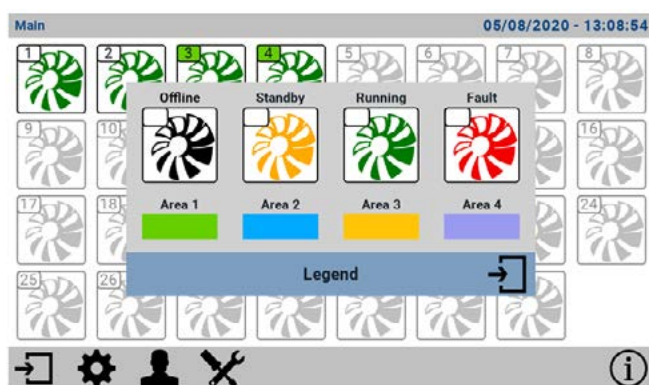 Main 05/08/2020 - 13:08:54
1 2 3 4 5 6 7 8
Offline Standby Running Fault
9 10 16
Area 1 Area 2 Area 3 Area 4
17 18 24
Legend
25 26
i